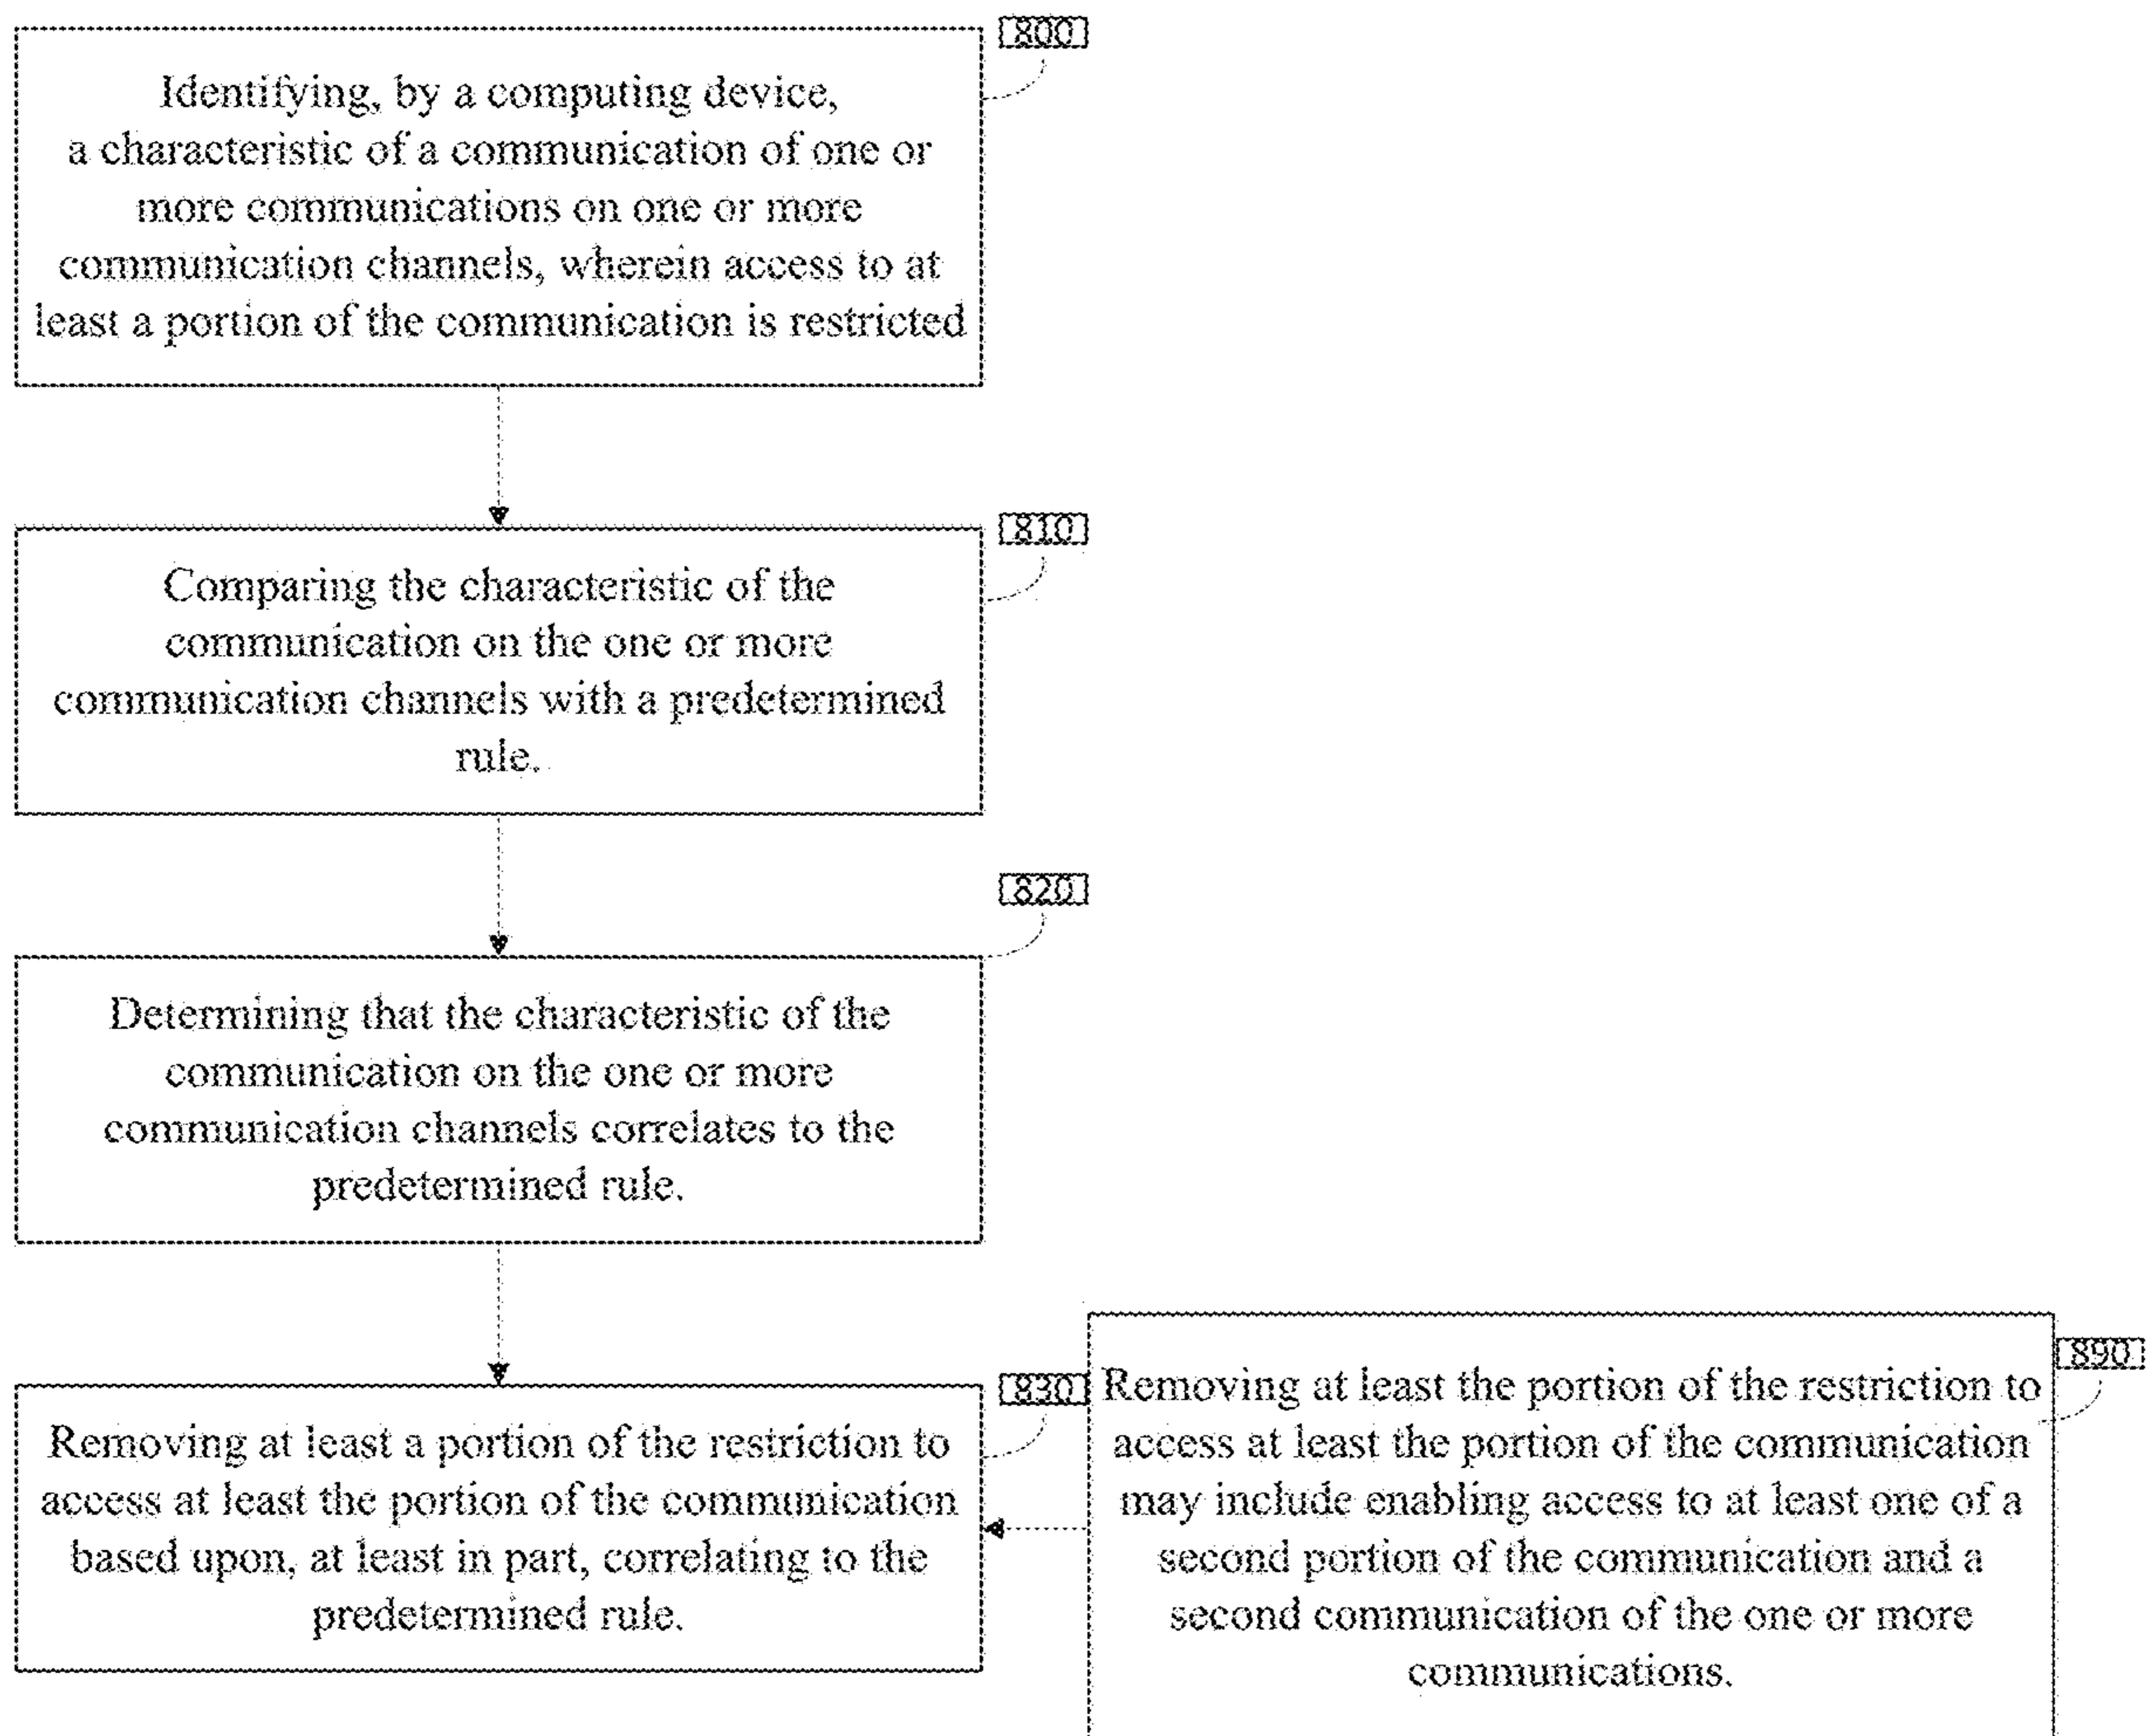 800
Identifying, by a computing device,
a characteristic of a communication of one or
more communications on one or more
communication channels, wherein access to at
least a portion of the communication is restricted
810
Comparing the characteristic of the
communication on the one or more
communication channels with a predetermined
rule.
820
Determining that the characteristic of the
communication on the one or more
communication channels correlates to the
predetermined rule.
830
Removing at least a portion of the restriction to
access at least the portion of the communication
based upon, at least in part, correlating to the
predetermined rule.
890
Removing at least the portion of the restriction to
access at least the portion of the communication
may include enabling access to at least one of a
second portion of the communication and a
second communication of the one or more
communications.